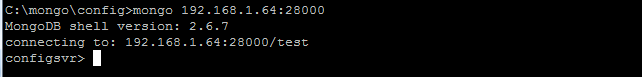 C:\mongo\config>mongo 192.168.1.64:28000
MongoDB shell version: 2.6.7
connecting to: 192.168.1.64:28000/test
configsvr>